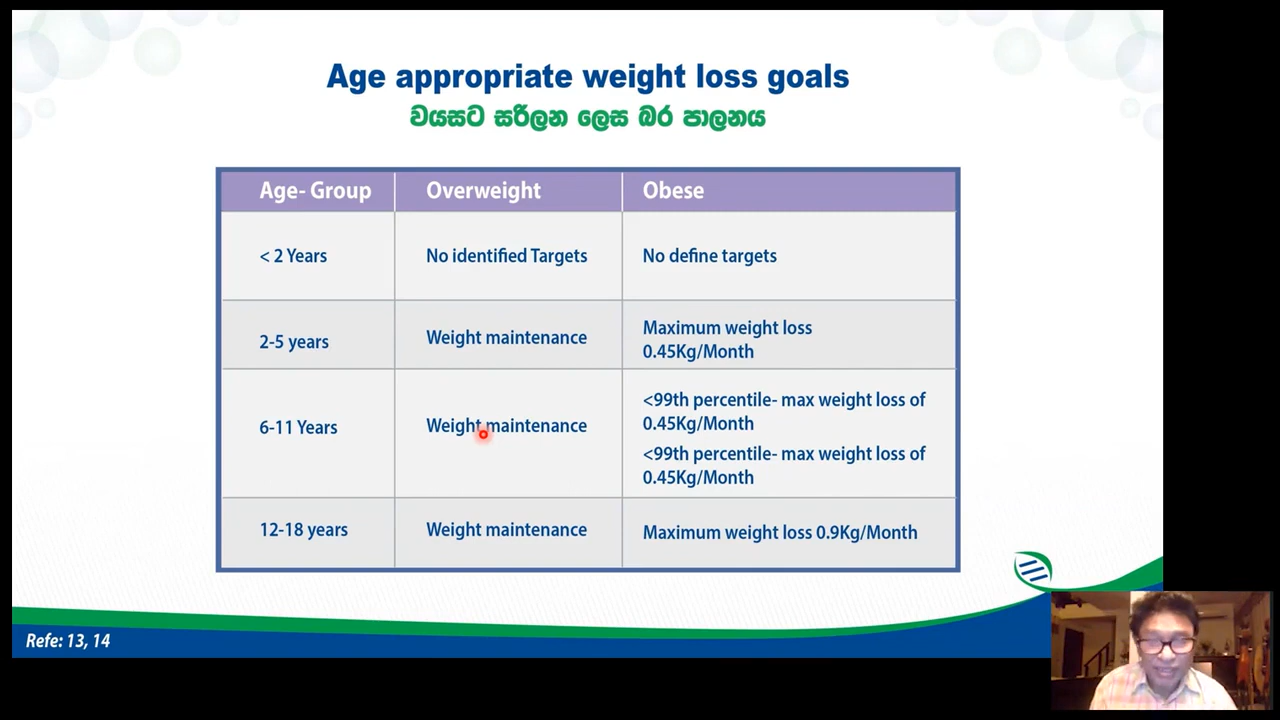 Age appropriate weight loss goals
වයසට සරිලන ලෙස බර පාලනය
Age- Group Overweight Obese
< 2 Years No identified Targets No define targets
2-5 years Weight maintenance Maximum weight loss
0.45Kg/Month
6-11 Years Weight maintenance <99th percentile- max weight loss of
0.45Kg/Month
<99th percentile- max weight loss of
0.45Kg/Month
12-18 years Weight maintenance Maximum weight loss 0.9Kg/Month
Refe: 13, 14